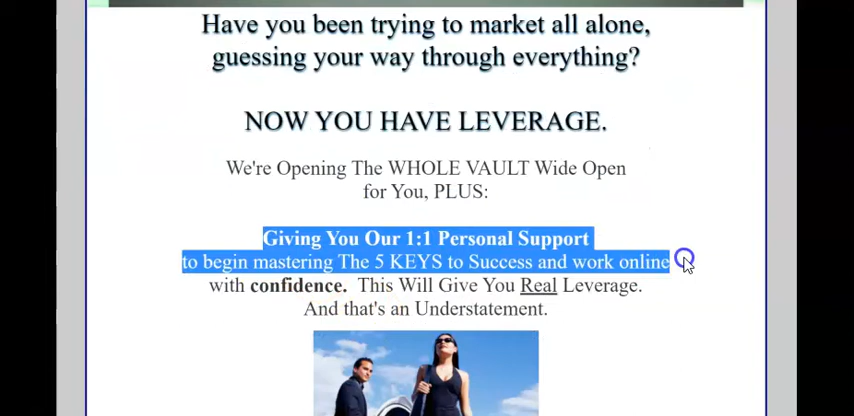 Have you been trying to market all alone,
guessing your way through everything?
NOW YOU HAVE LEVERAGE.
We're Opening The WHOLE VAULT Wide Open
for You, PLUS:
Giving You Our 1:1 Personal Support
to begin mastering The 5 KEYS to Success and work online
with confidence. This Will Give You Real Leverage.
And that's an Understatement.